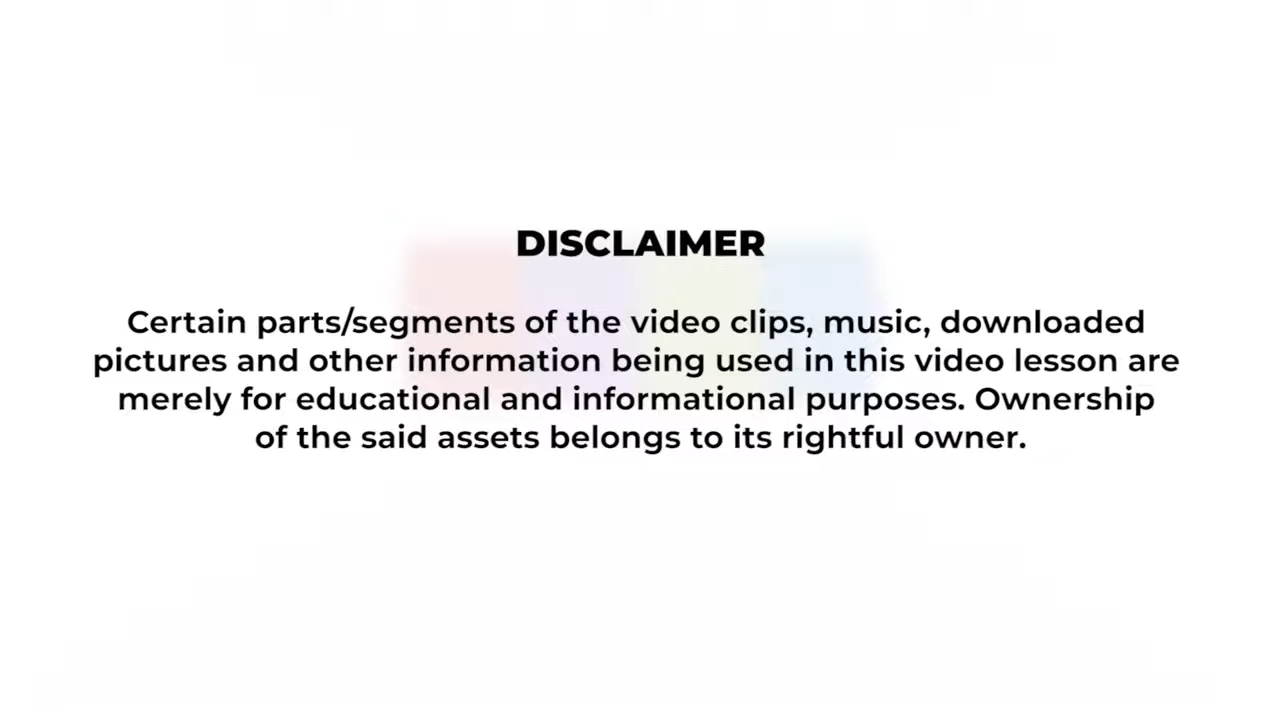 DISCLAIMER
Certain parts/segments of the video clips, music, downloaded
pictures and other information being used in this video lesson are
merely for educational and informational purposes. Ownership
of the said assets belongs to its rightful owner.